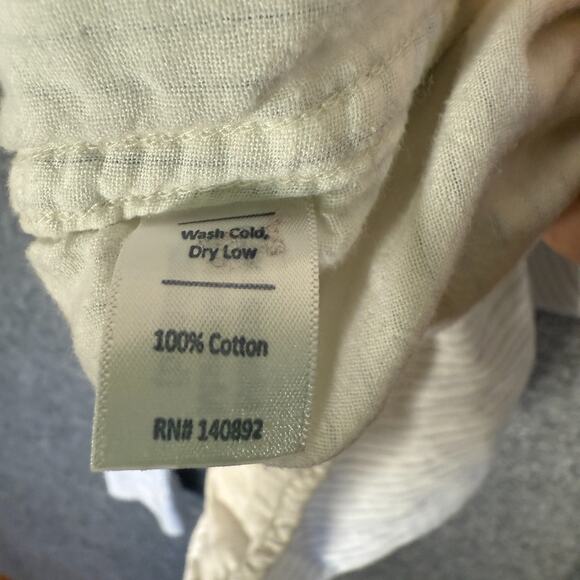 Wash Cold,
Dry Low
100% Cotton
RN# 140892